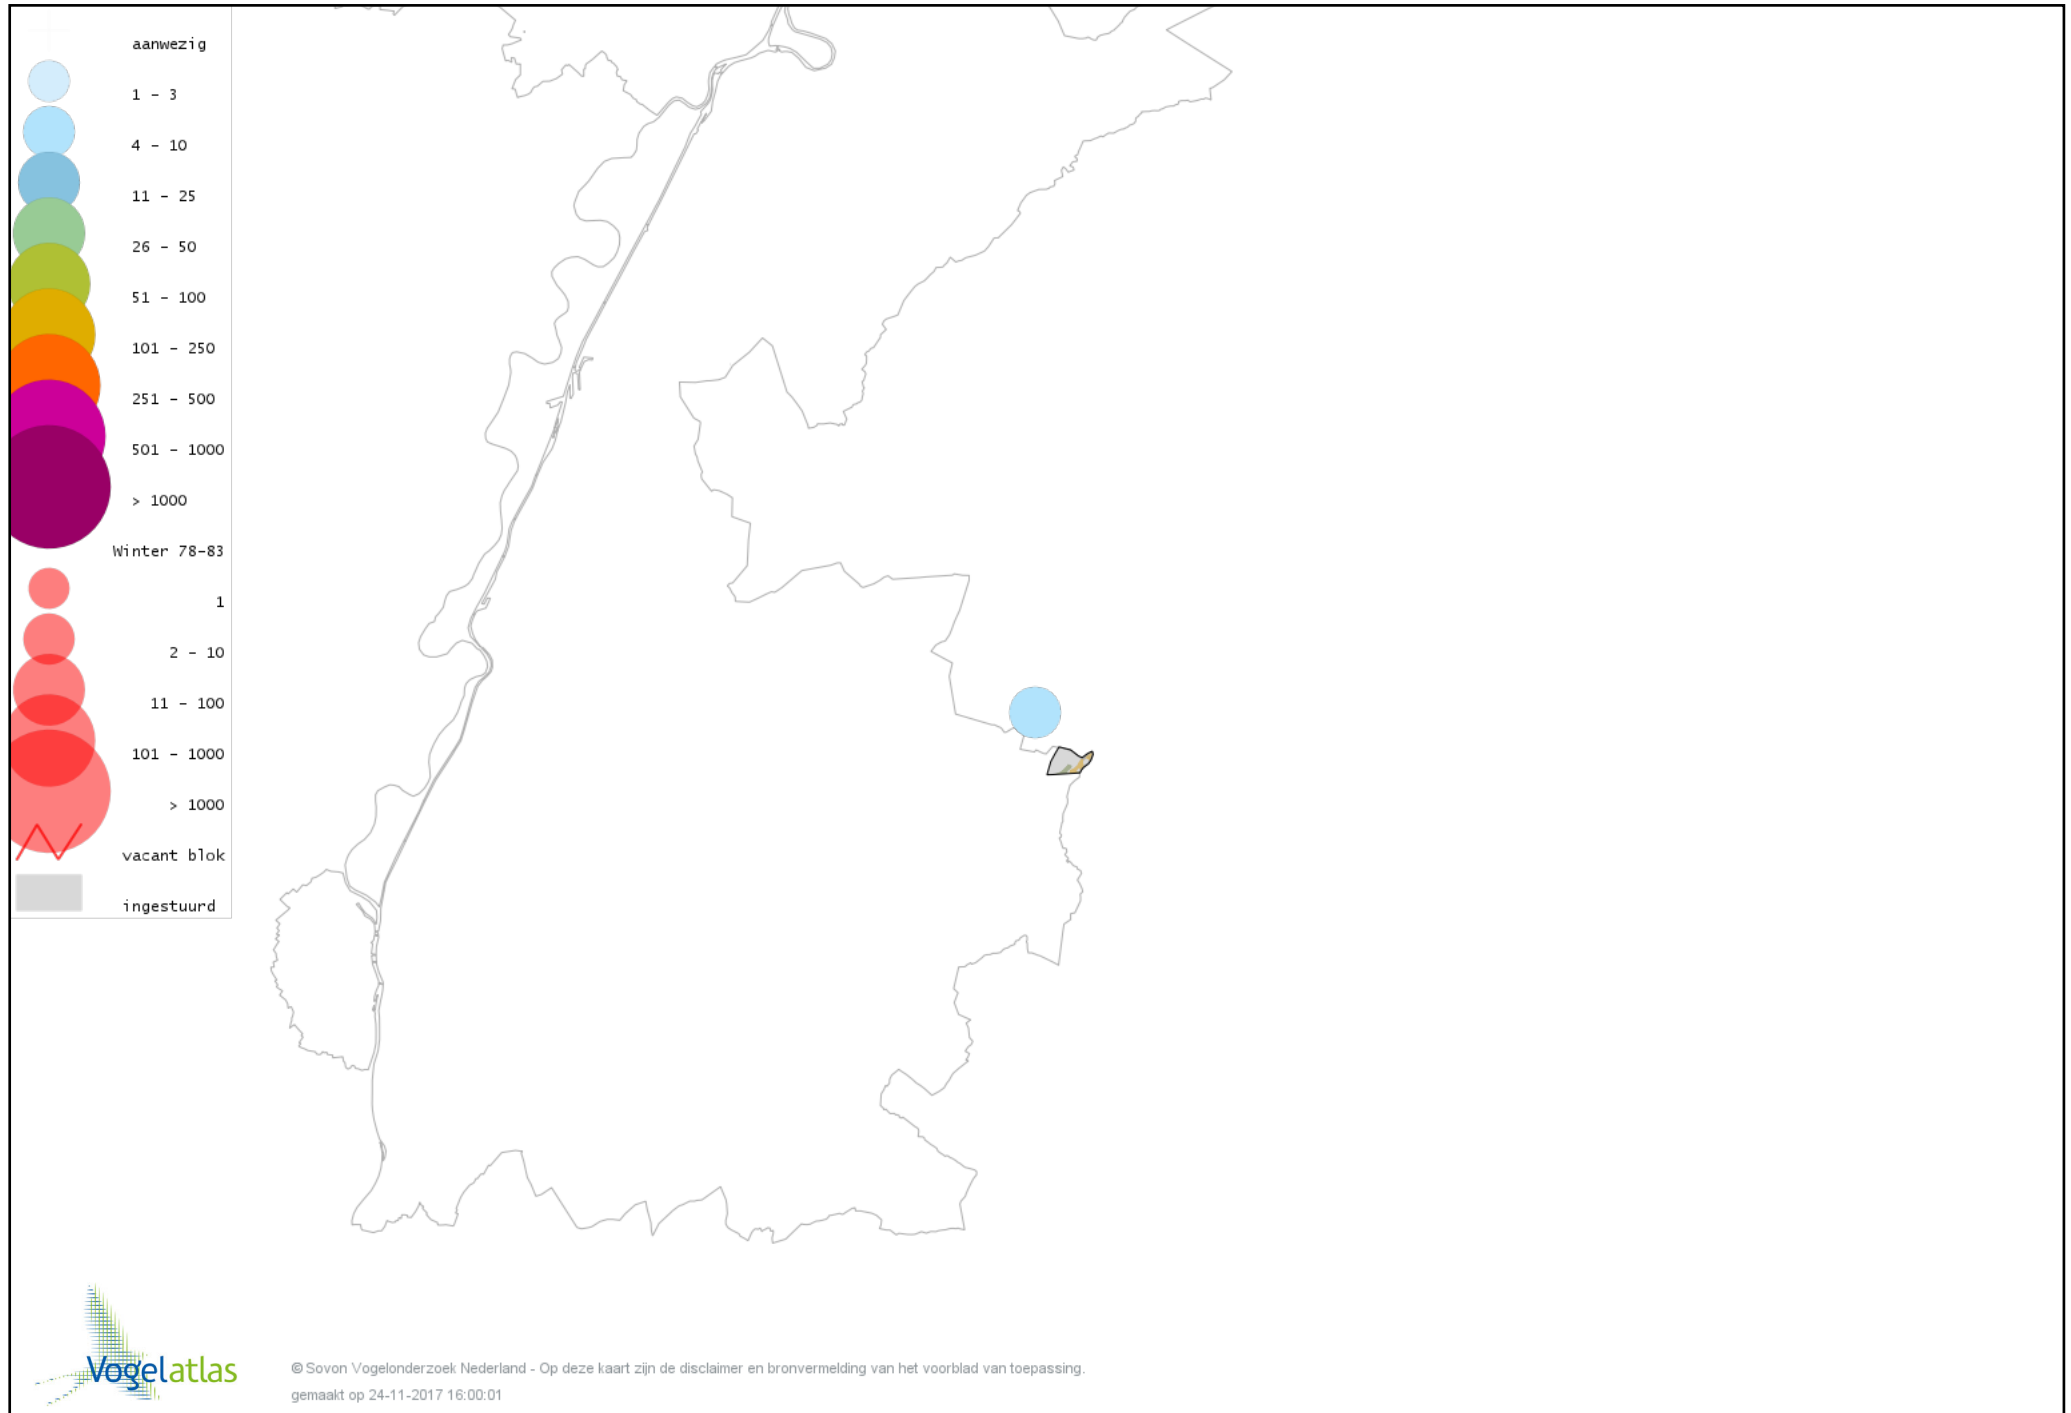 aanwezig
1 - 3
4 - 10
11 - 25
26 - 50
51 - 100
101 - 250
251 - 500
501 - 1000
> 1000
Winter 78-83
1
2 - 10
11 - 100
101 - 1000
> 1000
vacant blok
ingestuurd
Vogelatlas
© Sovon Vogelonderzoek Nederland - Op deze kaart zijn de disclaimer en bronvermelding van het voorblad van toepassing.
gemaakt op 24-11-2017 16:00:01